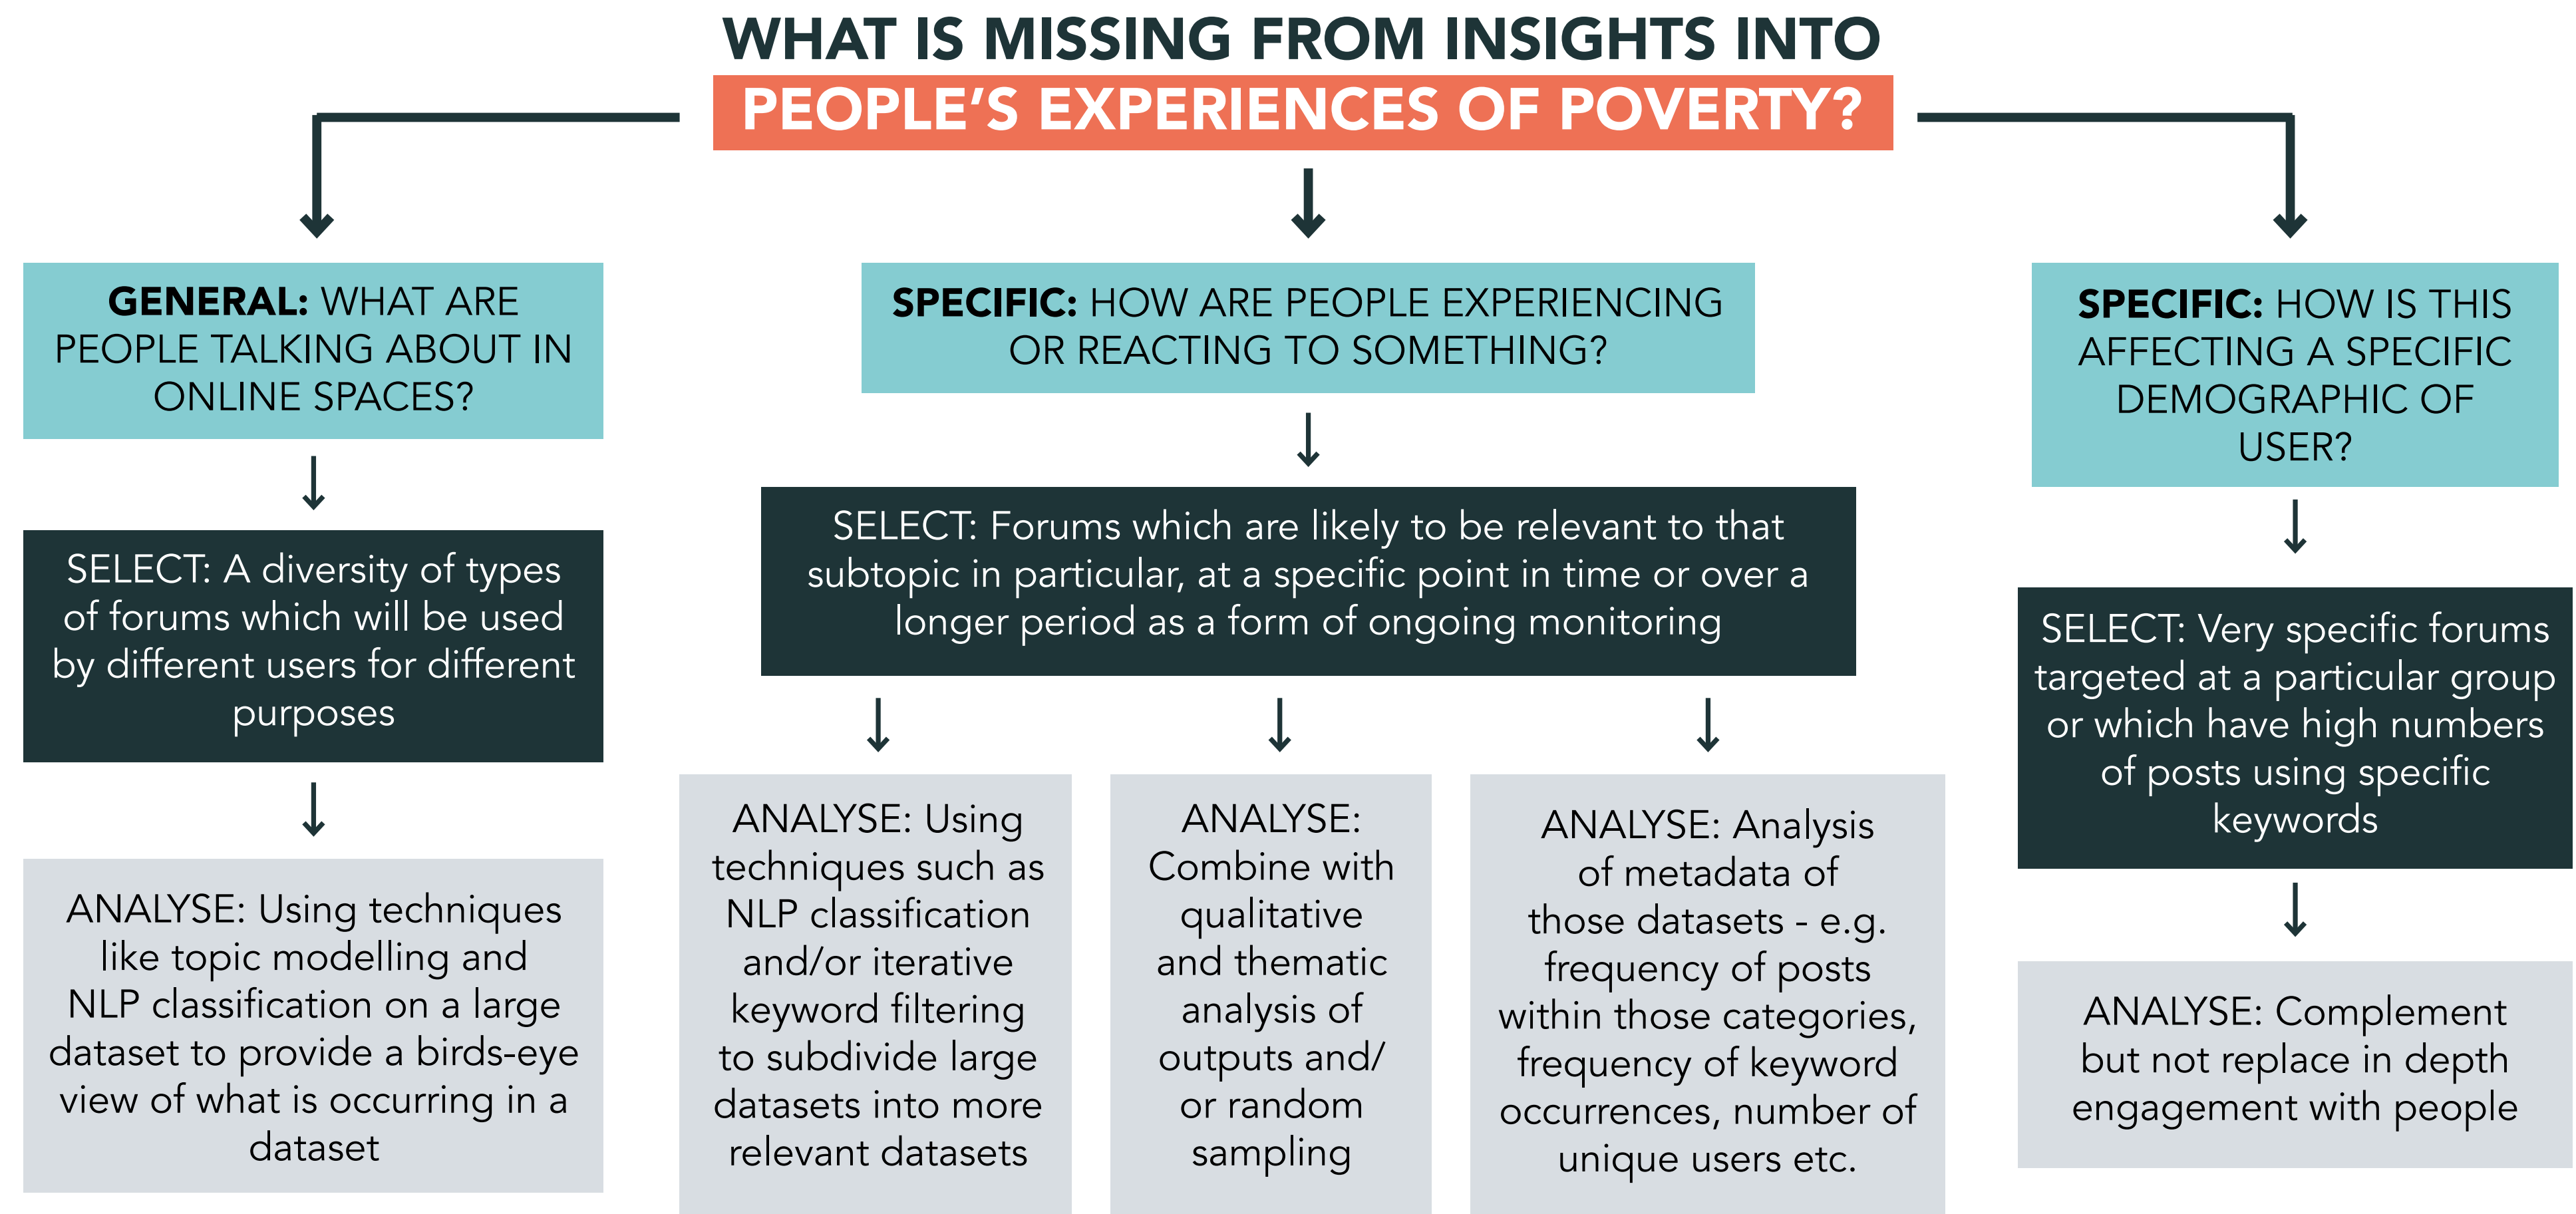 WHAT IS MISSING FROM INSIGHTS INTO
PEOPLE'S EXPERIENCES OF POVERTY?
GENERAL: WHAT ARE
PEOPLE TALKING ABOUT IN
ONLINE SPACES?
SELECT: A diversity of types
of forums which will be used
by different users for different
purposes
ANALYSE: Using techniques
like topic modelling and
NLP classification on a large
dataset to provide a birds-eye
view of what is occurring in a
dataset
SPECIFIC: HOW ARE PEOPLE EXPERIENCING
OR REACTING TO SOMETHING?
SELECT: Forums which are likely to be relevant to that
subtopic in particular, at a specific point in time or over a
longer period as a form of ongoing monitoring
ANALYSE: Using
techniques such as
NLP classification
and/or iterative
keyword filtering
to subdivide large
datasets into more
relevant datasets
ANALYSE:
Combine with
qualitative
and thematic
analysis of
outputs and/
or random
sampling
ANALYSE: Analysis
of metadata of
those datasets - e.g.
frequency of posts
within those categories,
frequency of keyword
occurrences, number of
unique users etc.
SPECIFIC: HOW IS THIS
AFFECTING A SPECIFIC
DEMOGRAPHIC OF
USER?
SELECT: Very specific forums
targeted at a particular group
or which have high numbers
of posts using specific
keywords
ANALYSE: Complement
but not replace in depth
engagement with people